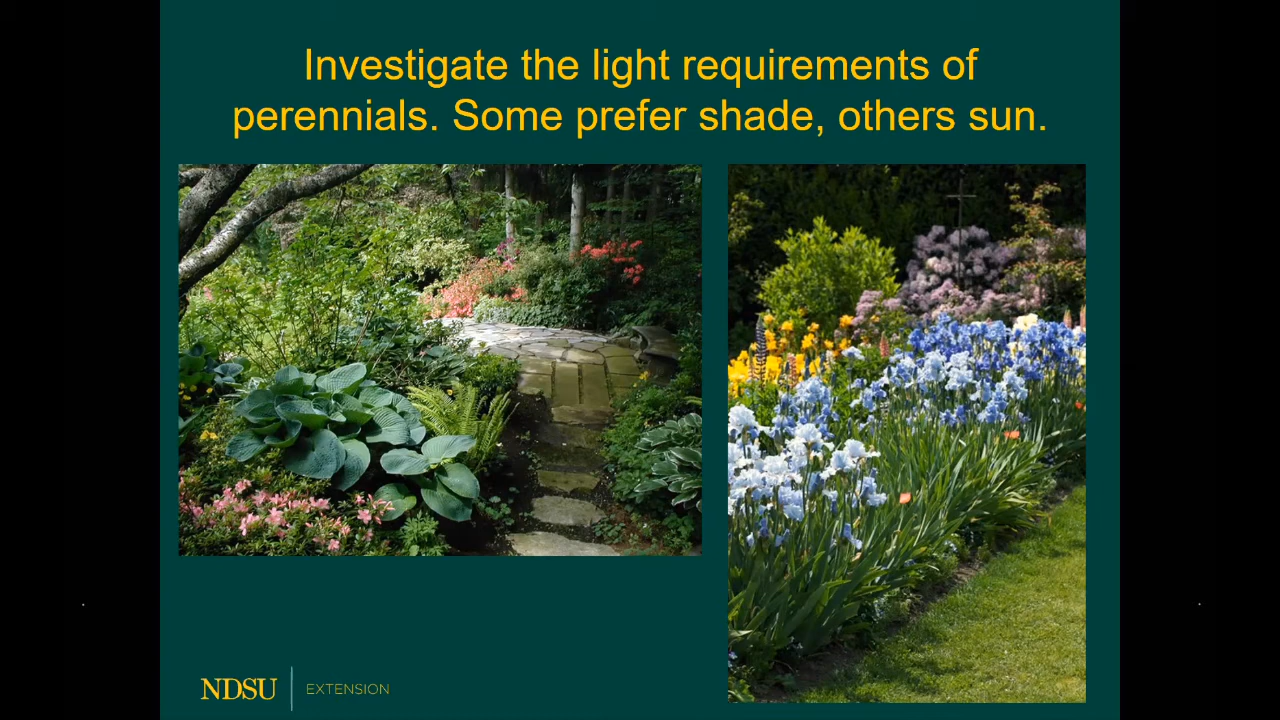 Investigate the light requirements of
perennials. Some prefer shade, others sun.
NDSU EXTENSION